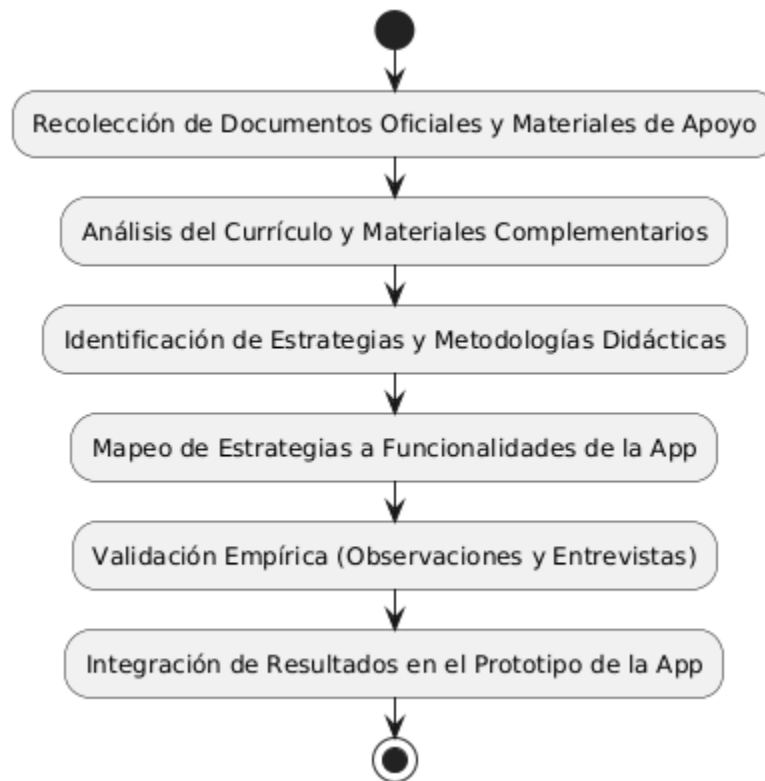 Recolección de Documentos Oficiales y Materiales de Apoyo
Análisis del Currículo y Materiales Complementarios
Identificación de Estrategias y Metodologías Didácticas
Mapeo de Estrategias a Funcionalidades de la App
Validación Empírica (Observaciones y Entrevistas)
Integración de Resultados en el Prototipo de la App